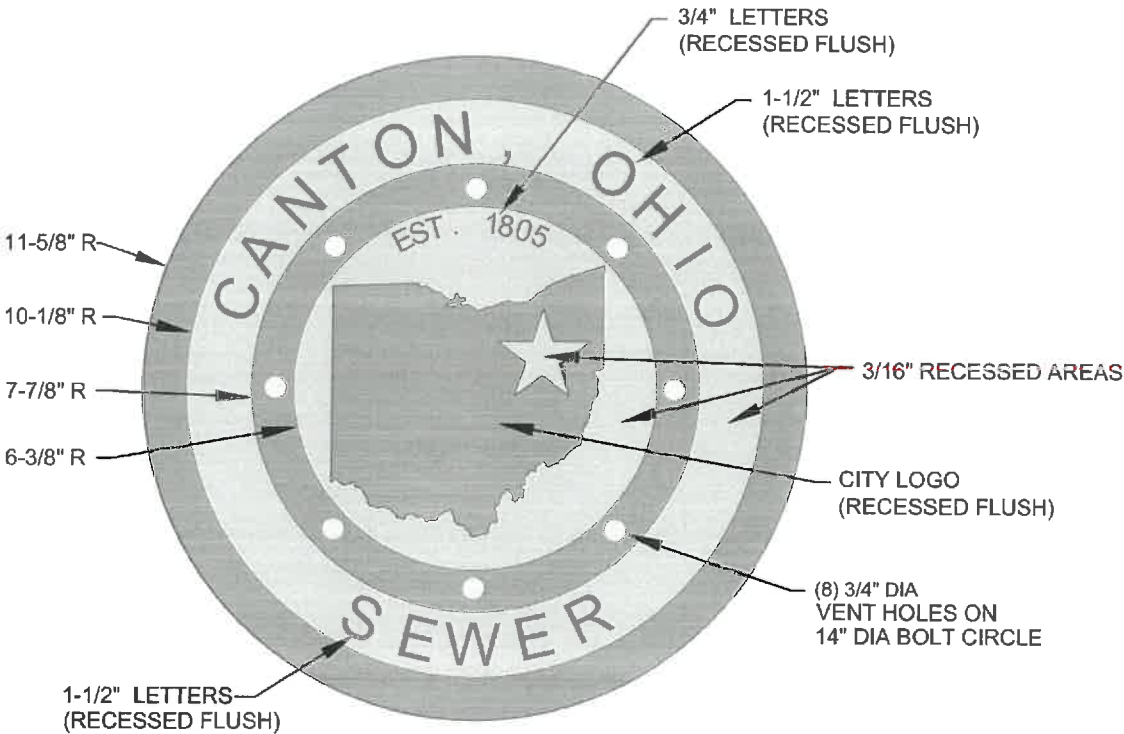 3/4" LETTERS
(RECESSED FLUSH)
1-1/2" LETTERS
(RECESSED FLUSH)
CANTON, OHIO
EST. 1805
11-5/8" R
10-1/8" R
7-7/8" R
6-3/8" R
3/16" RECESSED AREAS
CITY LOGO
(RECESSED FLUSH)
(8) 3/4" DIA
VENT HOLES ON
14" DIA BOLT CIRCLE
SEWER
1-1/2" LETTERS
(RECESSED FLUSH)